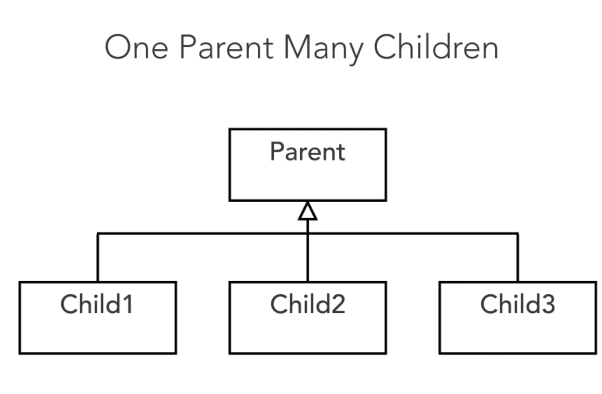 One Parent Many Children
Parent
Child1
Child2
Child3